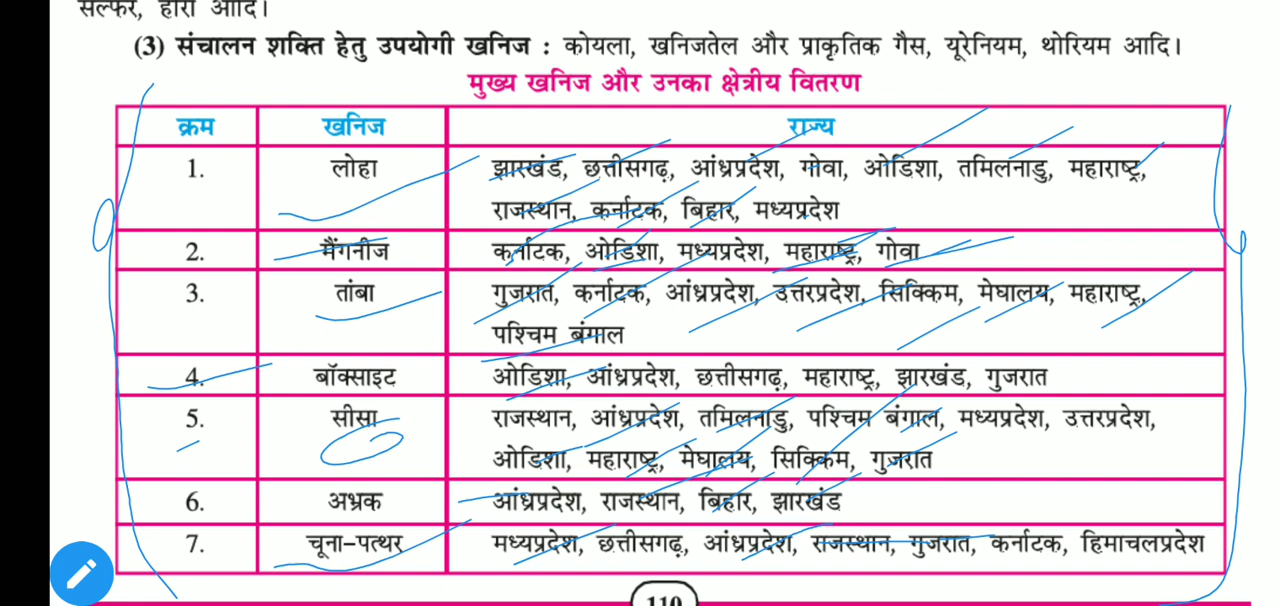 सल्फर, हीरा आदि।
(3) संचालन शक्ति हेतु उपयोगी खनिज : कोयला, खनिजतेल और प्राकृतिक गैस, यूरेनियम, थोरियम आदि।
मुख्य खनिज और उनका क्षेत्रीय वितरण
क्रम खनिज राज्य
1. लोहा झारखंड, छत्तीसगढ़, आंध्रप्रदेश, गोवा, ओडिशा, तमिलनाडु, महाराष्ट्र,
राजस्थान, कर्नाटक, बिहार, मध्यप्रदेश
2. मैंगनीज कर्नाटक, ओडिशा, मध्यप्रदेश, महाराष्ट्र, गोवा
3. तांबा गुजरात, कर्नाटक, आंध्रप्रदेश, उत्तरप्रदेश, सिक्किम, मेघालय, महाराष्ट्र,
पश्चिम बंगाल
4. बॉक्साइट ओडिशा, आंध्रप्रदेश, छत्तीसगढ़, महाराष्ट्र, झारखंड, गुजरात
5. सीसा राजस्थान, आंध्रप्रदेश, तमिलनाडु, पश्चिम बंगाल, मध्यप्रदेश, उत्तरप्रदेश,
ओडिशा, महाराष्ट्र, मेघालय, सिक्किम, गुजरात
6. अभ्रक आंध्रप्रदेश, राजस्थान, बिहार, झारखंड
7. चूना-पत्थर मध्यप्रदेश, छत्तीसगढ़, आंध्रप्रदेश, राजस्थान, गुजरात, कर्नाटक, हिमाचलप्रदेश
110